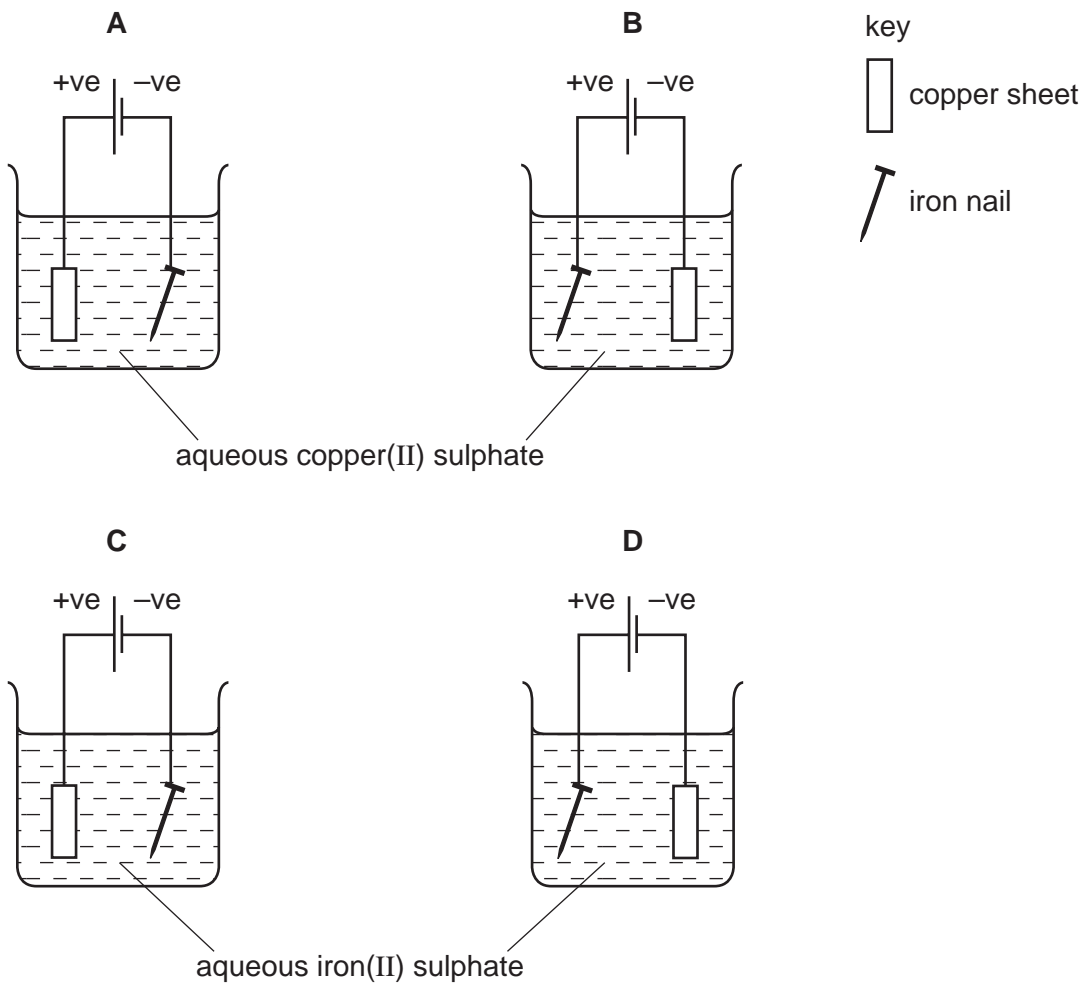 A
B
key
+ve –ve
+ve –ve
copper sheet
iron nail
aqueous copper(II) sulphate
C
D
+ve –ve
+ve –ve
aqueous iron(II) sulphate